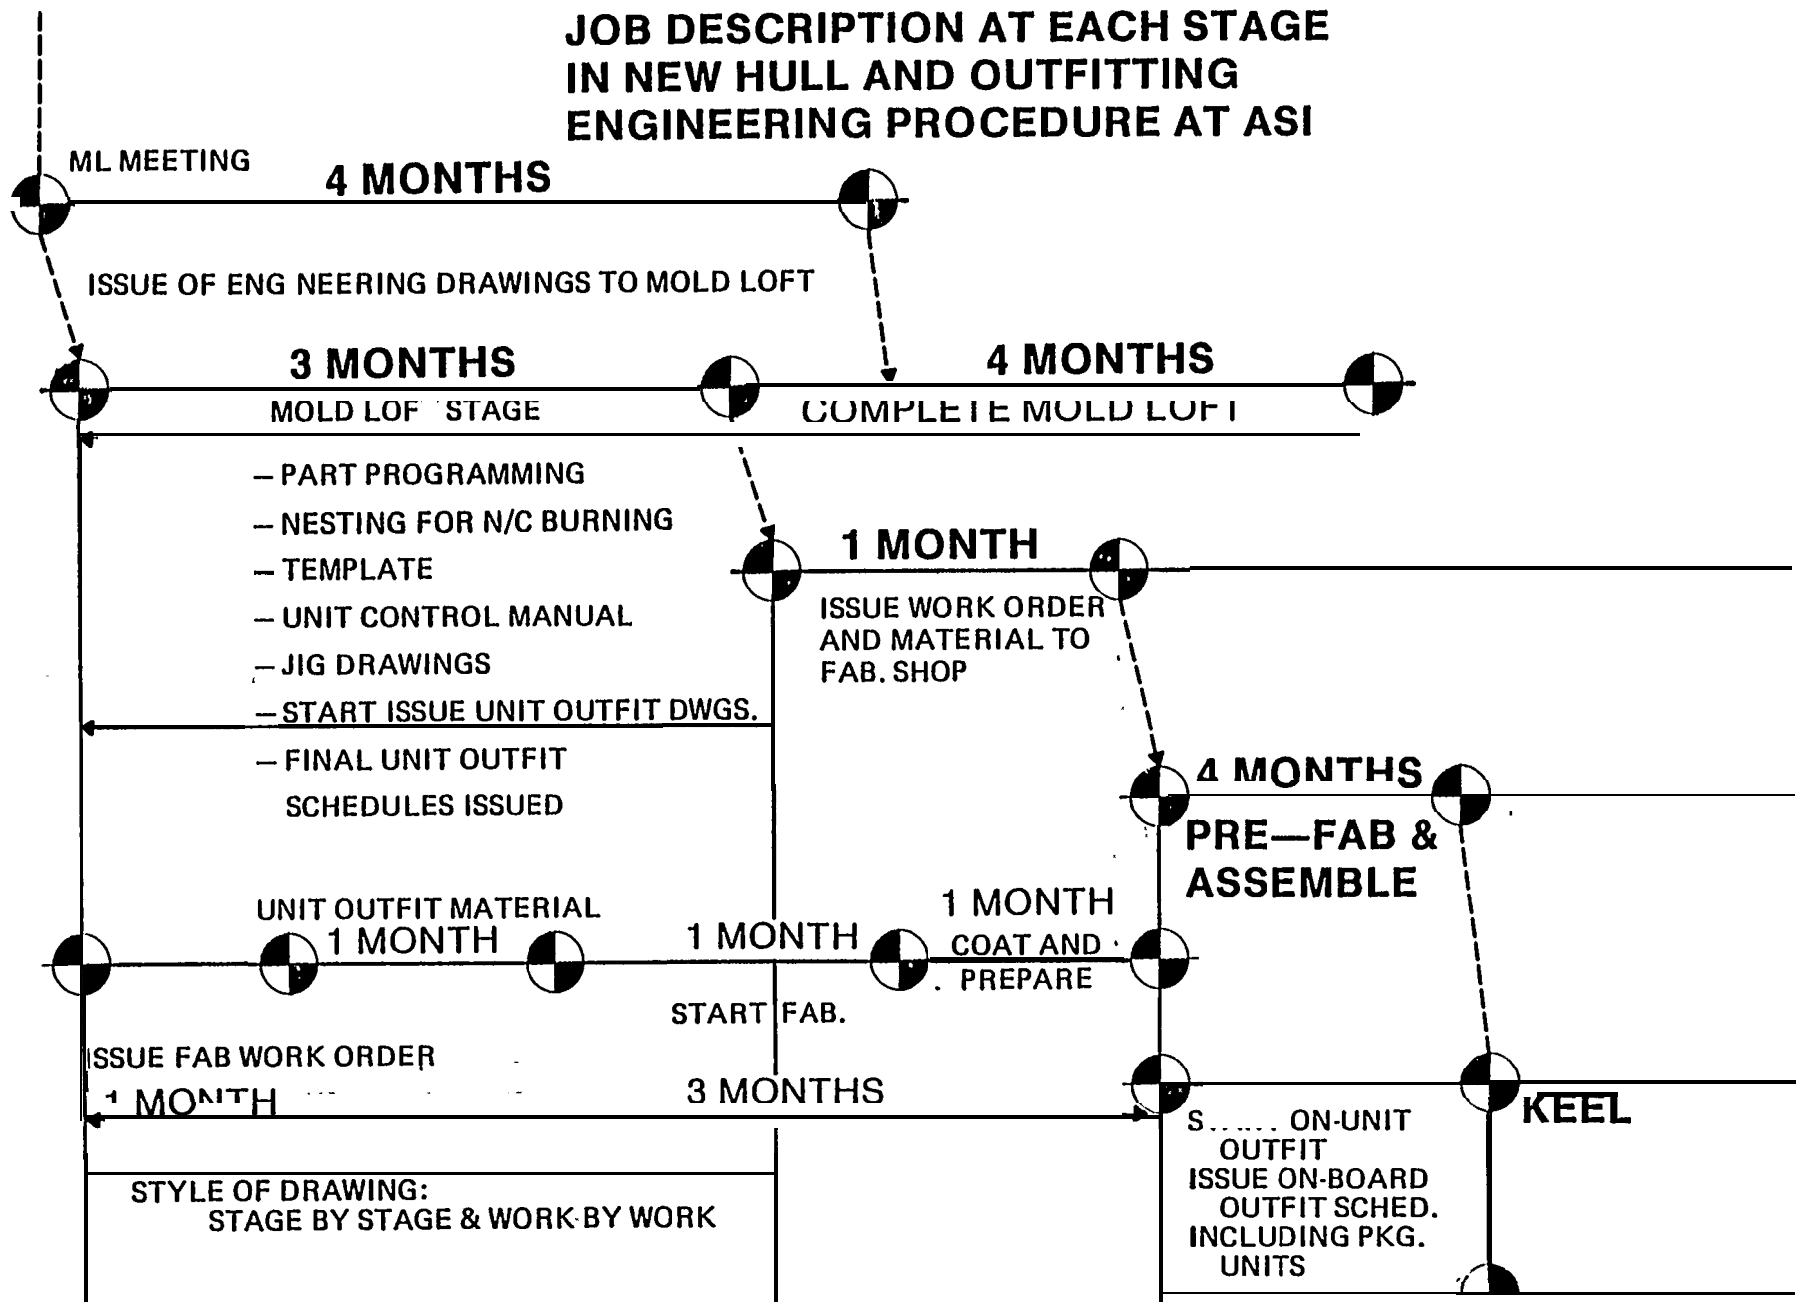 JOB DESCRIPTION AT EACH STAGE
IN NEW HULL AND OUTFITTING
ENGINEERING PROCEDURE AT ASI
ML MEETING
4 MONTHS
ISSUE OF ENG NEERING DRAWINGS TO MOLD LOFT
3 MONTHS
4 MONTHS
MOLD LOF STAGE
COMPLETE MOLD LOFT
– PART PROGRAMMING
– NESTING FOR N/C BURNING
– TEMPLATE
– UNIT CONTROL MANUAL
– JIG DRAWINGS
– START ISSUE UNIT OUTFIT DWGS.
– FINAL UNIT OUTFIT
SCHEDULES ISSUED
1 MONTH
ISSUE WORK ORDER
AND MATERIAL TO
FAB. SHOP
4 MONTHS
PRE—FAB &
ASSEMBLE
UNIT OUTFIT MATERIAL
1 MONTH
1 MONTH
START FAB.
1 MONTH
COAT AND
PREPARE
ISSUE FAB WORK ORDER
1 MONTH
3 MONTHS
KEEL
ON-UNIT
OUTFIT
ISSUE ON-BOARD
OUTFIT SCHED.
INCLUDING PKG.
UNITS
STYLE OF DRAWING:
STAGE BY STAGE & WORK BY WORK